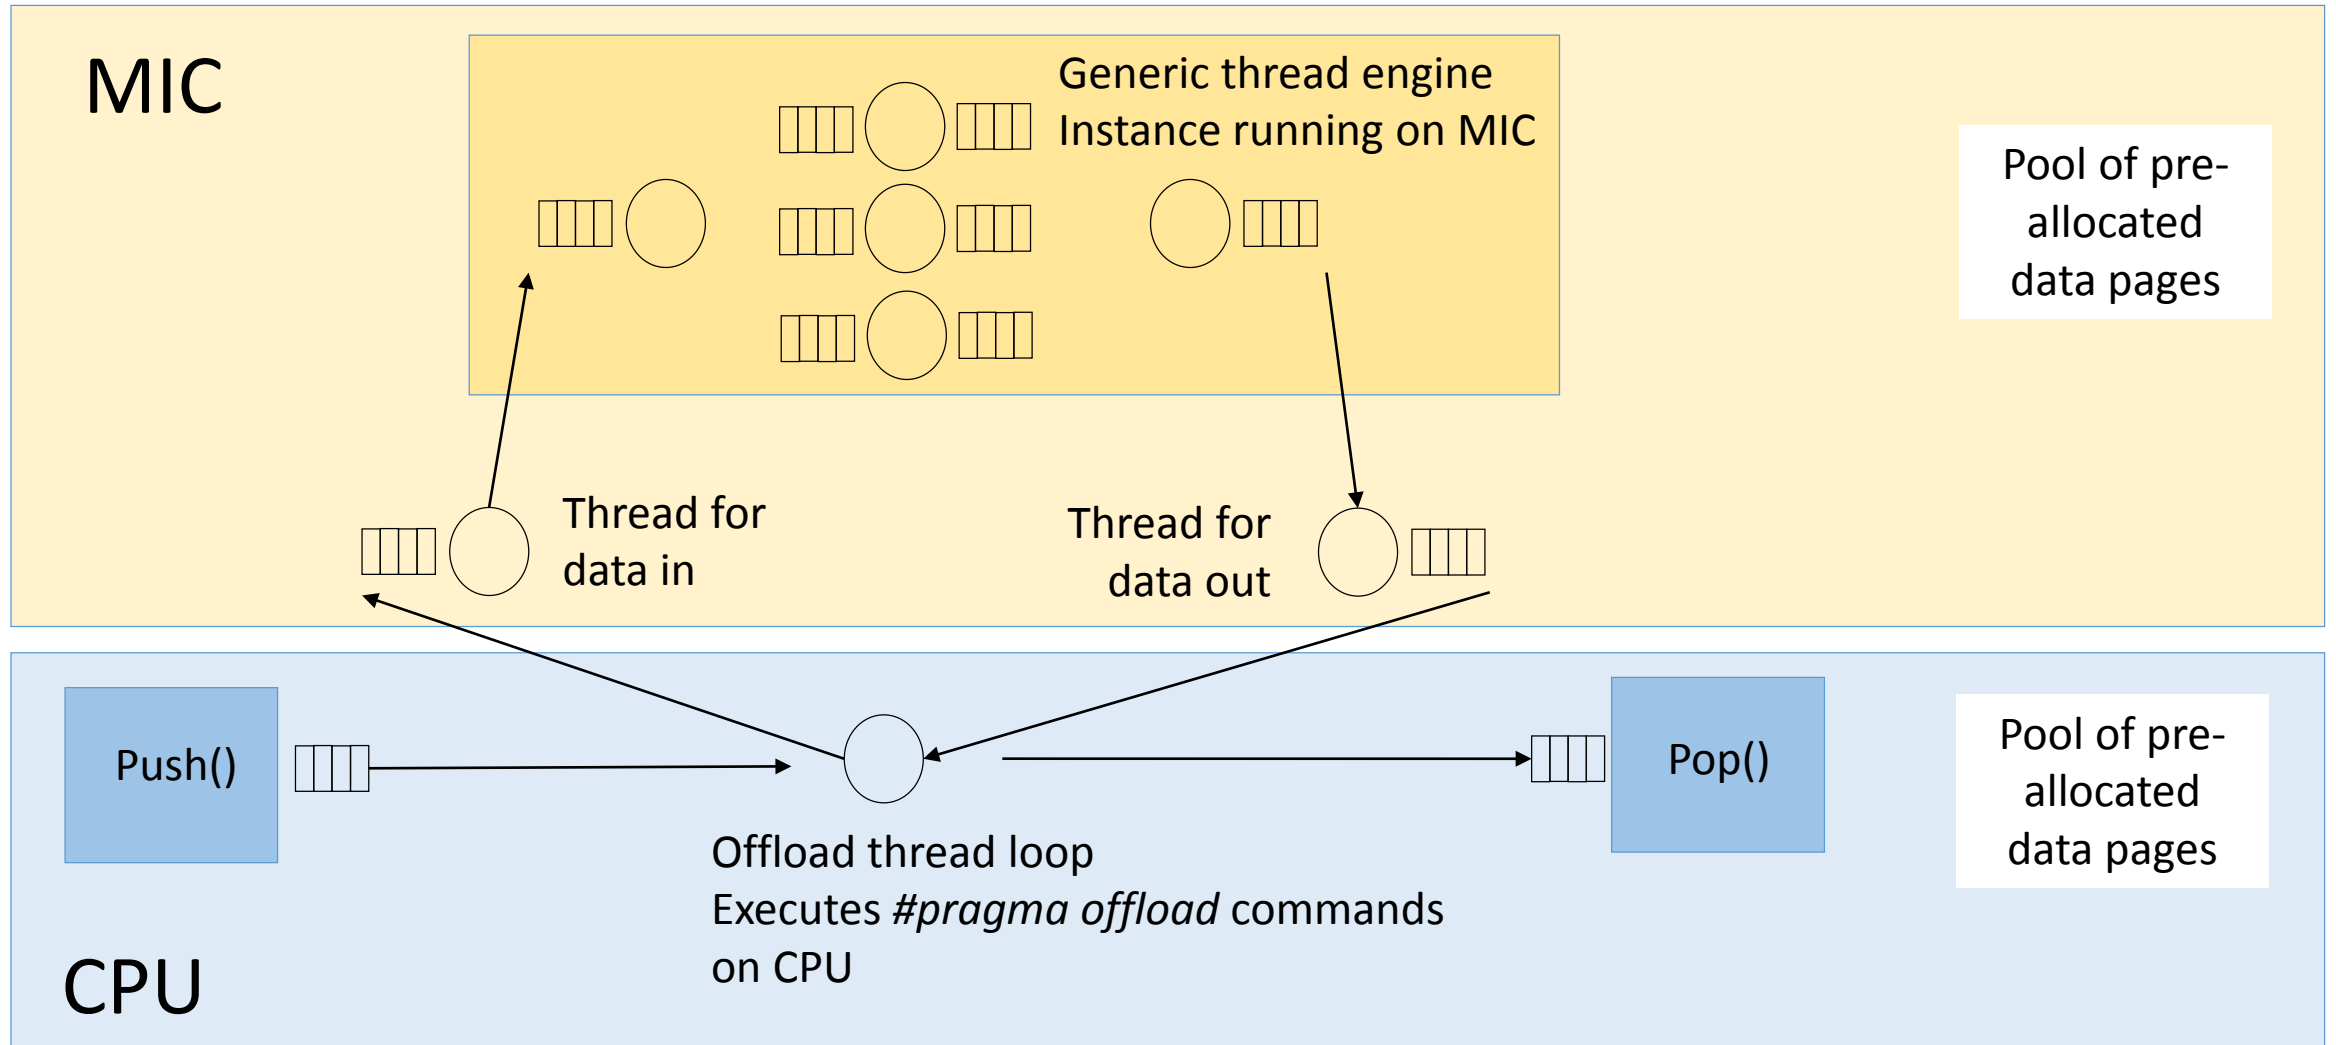 MIC
Generic thread engine
Instance running on MIC
Pool of pre-
allocated
data pages
Thread for
data in
Thread for
data out
Push()
Pop()
Pool of pre-
allocated
data pages
Offload thread loop
Executes #pragma offload commands
on CPU
CPU